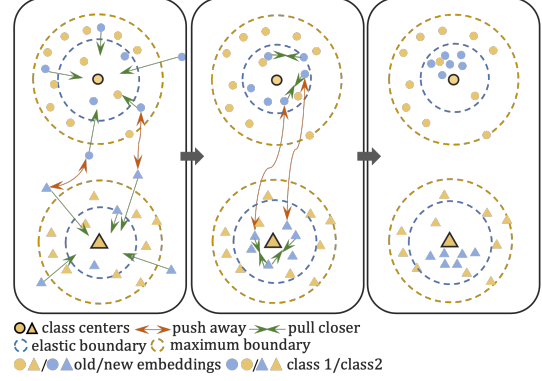 class centers push away pull closer
elastic boundary maximum boundary
/ old/new embeddings class 1/class2